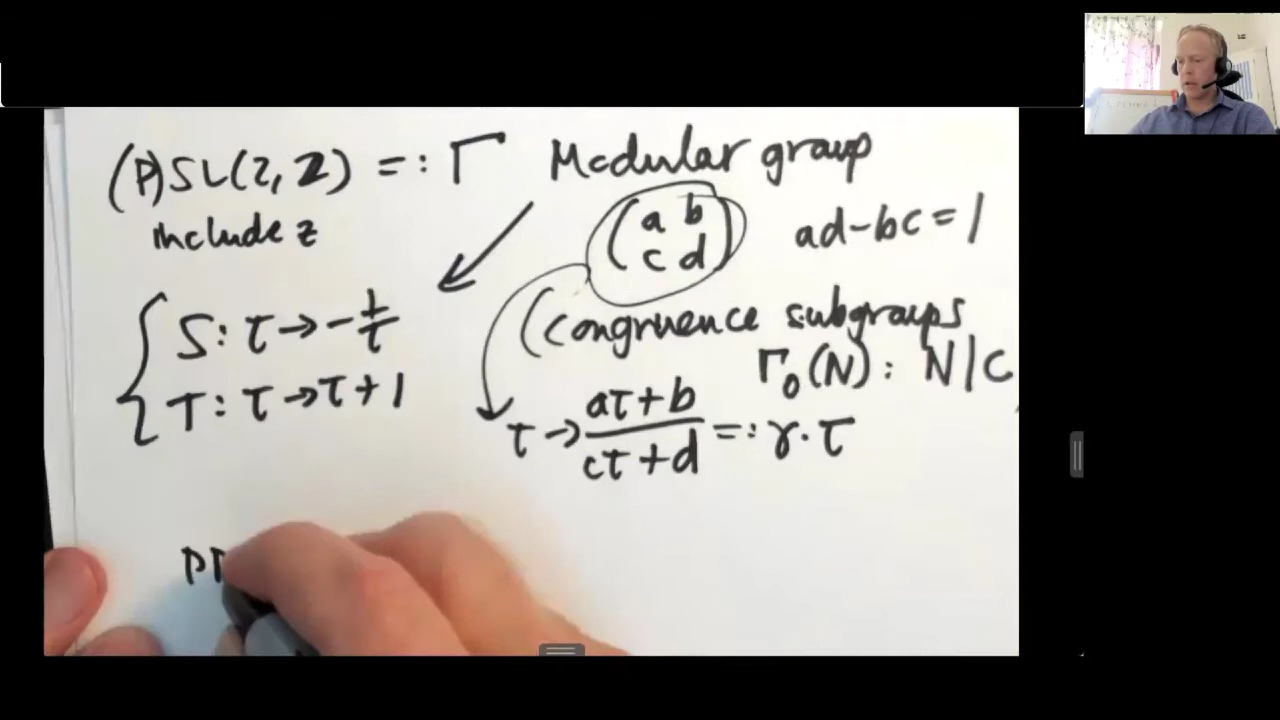 (P)SL(2,ℤ) =: Γ Modular group
include z
(a b
c d) ad-bc=1
{ S: τ→-1/τ
T: τ→τ+1
(congruence subgroups
Γ₀(N): N|c
τ→(aτ+b)/(cτ+d) =: γ·τ